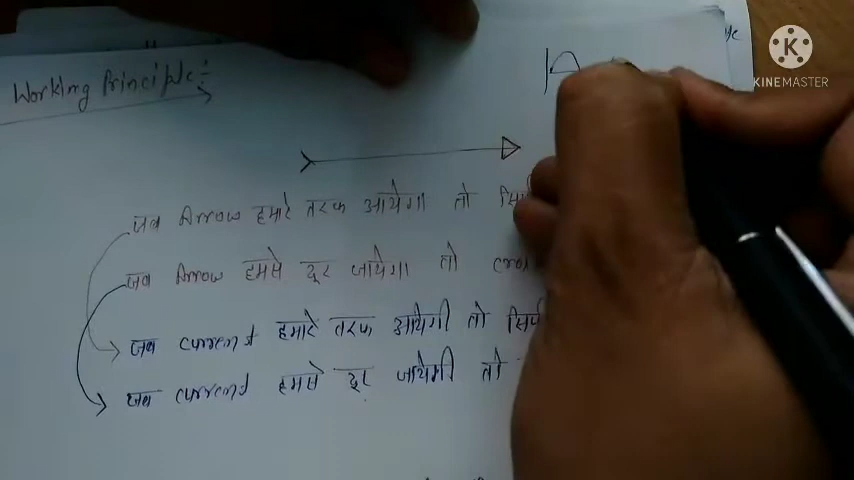 Working Principle :-
KINEMASTER
जब Arrow हमारे तरफ आयेगा तो सिर्फ
जब Arrow हमसे दूर जायेगा तो
जब current हमारे तरफ आयेगी तो सिर्फ
जब current हमसे दूर जायेगी तो